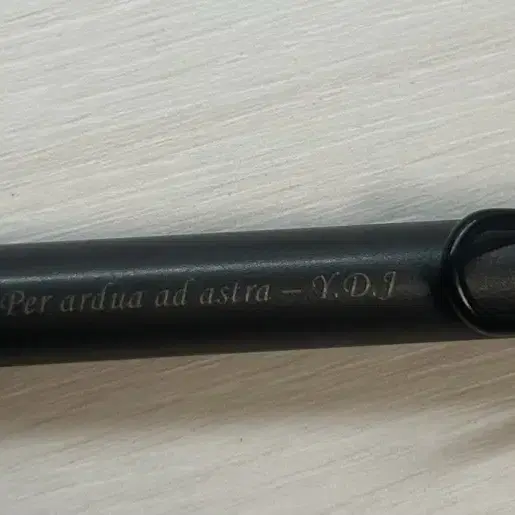 Per ardua ad astra – Y.D.J